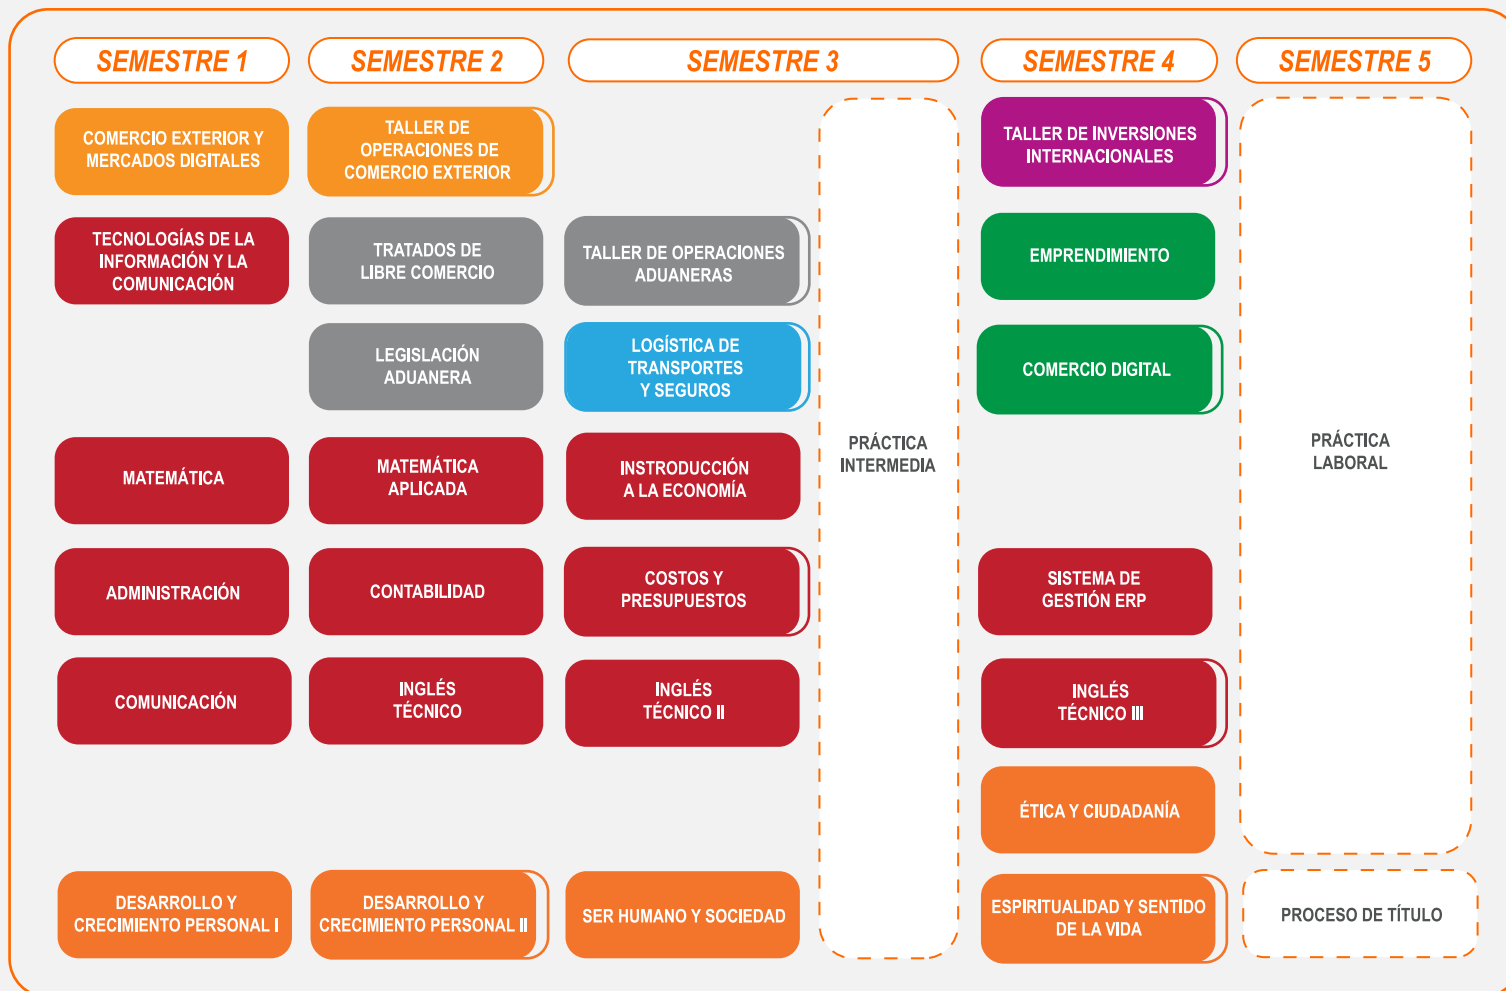 SEMESTRE 1
SEMESTRE 2
SEMESTRE 3
SEMESTRE 4
SEMESTRE 5
COMERCIO EXTERIOR Y
MERCADOS DIGITALES
TECNOLOGÍAS DE LA
INFORMACIÓN Y LA
COMUNICACIÓN
MATEMÁTICA
ADMINISTRACIÓN
COMUNICACIÓN
DESARROLLO Y
CRECIMIENTO PERSONAL I
TALLER DE
OPERACIONES DE
COMERCIO EXTERIOR
TRATADOS DE
LIBRE COMERCIO
LEGISLACIÓN
ADUANERA
MATEMÁTICA
APLICADA
CONTABILIDAD
INGLÉS
TÉCNICO
DESARROLLO Y
CRECIMIENTO PERSONAL II
TALLER DE OPERACIONES
ADUANERAS
LOGÍSTICA DE
TRANSPORTES
Y SEGUROS
INSTRODUCCIÓN
A LA ECONOMÍA
COSTOS Y
PRESUPUESTOS
INGLÉS
TÉCNICO II
SER HUMANO Y SOCIEDAD
PRÁCTICA
INTERMEDIA
TALLER DE INVERSIONES
INTERNACIONALES
EMPRENDIMIENTO
COMERCIO DIGITAL
SISTEMA DE
GESTIÓN ERP
INGLÉS
TÉCNICO III
ÉTICA Y CIUDADANÍA
ESPIRITUALIDAD Y SENTIDO
DE LA VIDA
PRÁCTICA
LABORAL
PROCESO DE TÍTULO